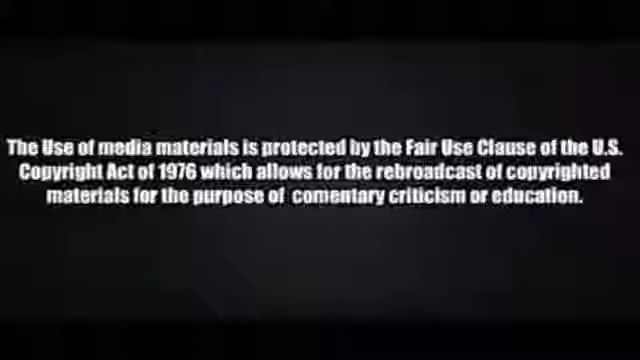 The Use of media materials is protected by the Fair Use Clause of the U.S.
Copyright Act of 1976 which allows for the rebroadcast of copyrighted
materials for the purpose of comentary criticism or education.